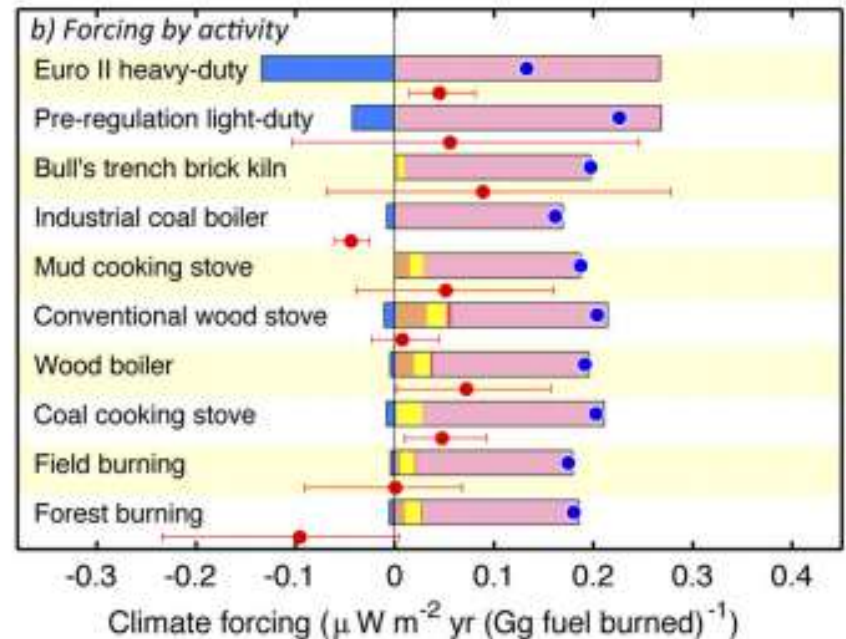 b) Forcing by activity
Euro II heavy-duty
Pre-regulation light-duty
Bull's trench brick kiln
Industrial coal boiler
Mud cooking stove
Conventional wood stove
Wood boiler
Coal cooking stove
Field burning
Forest burning
-0.3 -0.2 -0.1 0 0.1 0.2 0.3 0.4
Climate forcing (μ W m⁻² yr (Gg fuel burned)⁻¹)